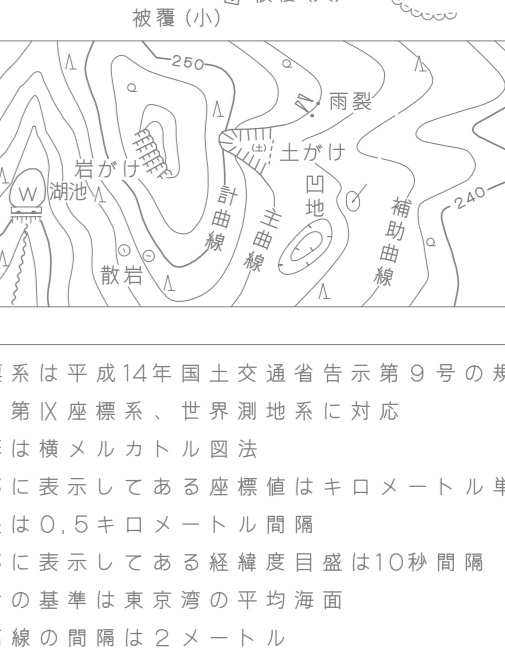 被覆(小)
250
雨裂
(土)
土がけ
岩がけ
W
湖池
凹地
計曲線
主曲線
補助曲線
240
散岩
系は平成14年国土交通省告示第9号の
第Ⅸ座標系、世界測地系に対応
は横メルカトル図法
に表示してある座標値はキロメートル単
は0.5キロメートル間隔
に表示してある経緯度目盛は10秒間隔
の基準は東京湾の平均海面
線の間隔は2メートル